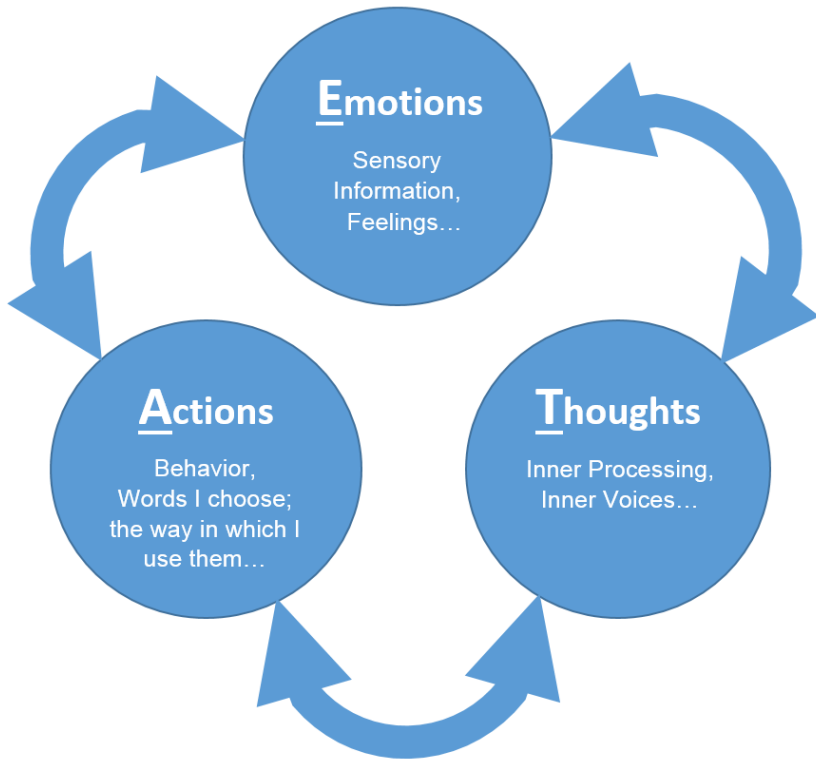 Emotions
Sensory
Information,
Feelings…
Actions
Behavior,
Words I choose;
the way in which I
use them…
Thoughts
Inner Processing,
Inner Voices…